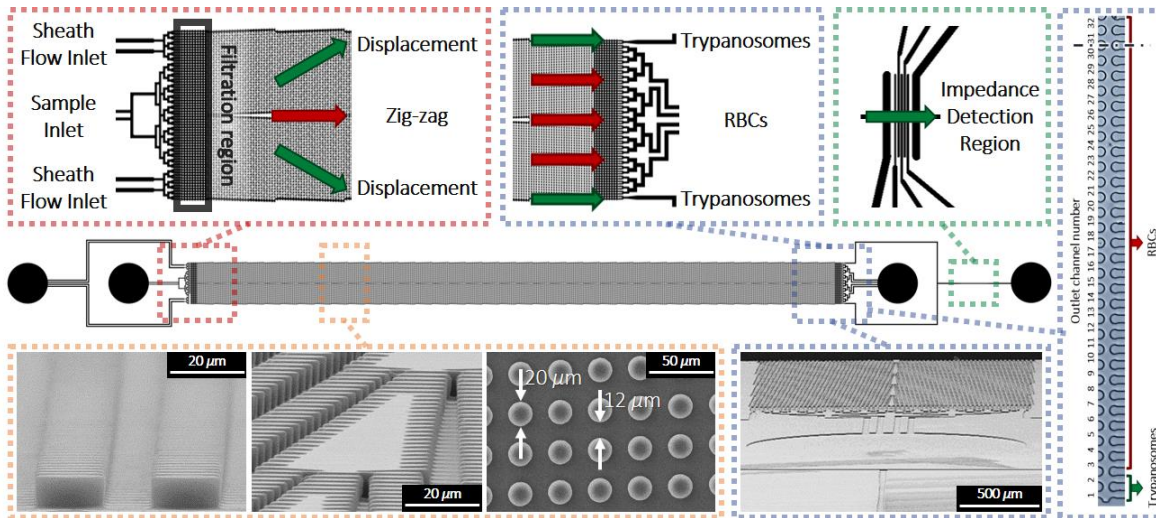 Sheath
Flow Inlet
Sample
Inlet
Sheath
Flow Inlet
Filtration region
Displacement
Zig-zag
Displacement
Trypanosomes
RBCs
Trypanosomes
Impedance
Detection
Region
Outlet channel number
1 2 3 4 5 6 7 8 9 10 11 12 13 14 15 16 17 18 19 20 21 22 23 24 25 26 27 28 29 30 31 32
RBCs
Trypanosomes
20 μm
20 μm
50 μm
20 μm
12 μm
500 μm